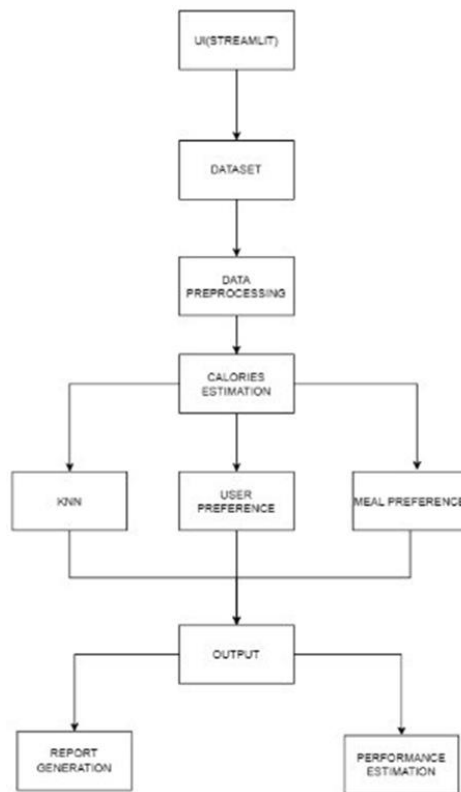 UI(STREAMLIT)
DATASET
DATA
PREPROCESSING
CALORIES
ESTIMATION
KNN
USER
PREFERENCE
MEAL PREFERENCE
OUTPUT
REPORT
GENERATION
PERFORMANCE
ESTIMATION